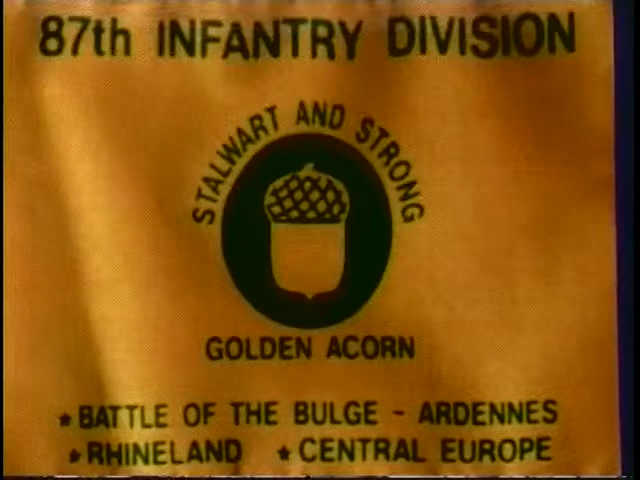 87th INFANTRY DIVISION
STALWART AND STRONG
GOLDEN ACORN
★ BATTLE OF THE BULGE - ARDENNES
★ RHINELAND ★ CENTRAL EUROPE